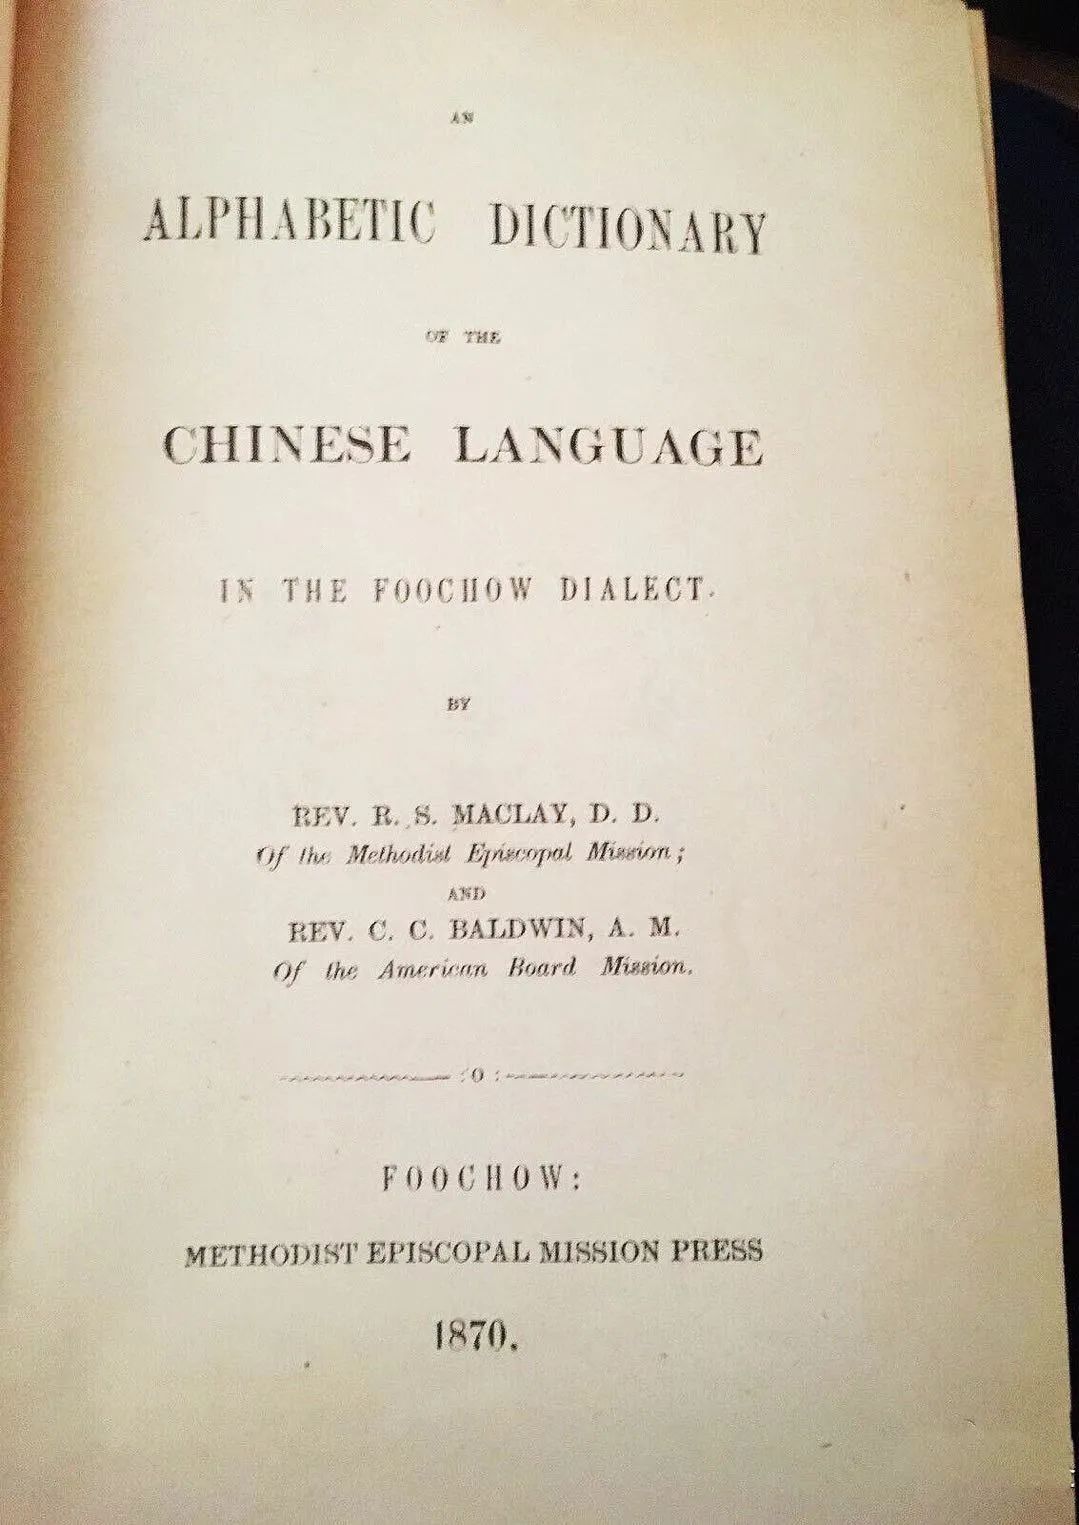 AN
ALPHABETIC DICTIONARY
OF THE
CHINESE LANGUAGE
IN THE FOOCHOW DIALECT.
BY
REV. R. S. MACLAY, D. D.
Of the Methodist Episcopal Mission;
AND
REV. C. C. BALDWIN, A. M.
Of the American Board Mission.
:0:
FOOCHOW:
METHODIST EPISCOPAL MISSION PRESS
1870.